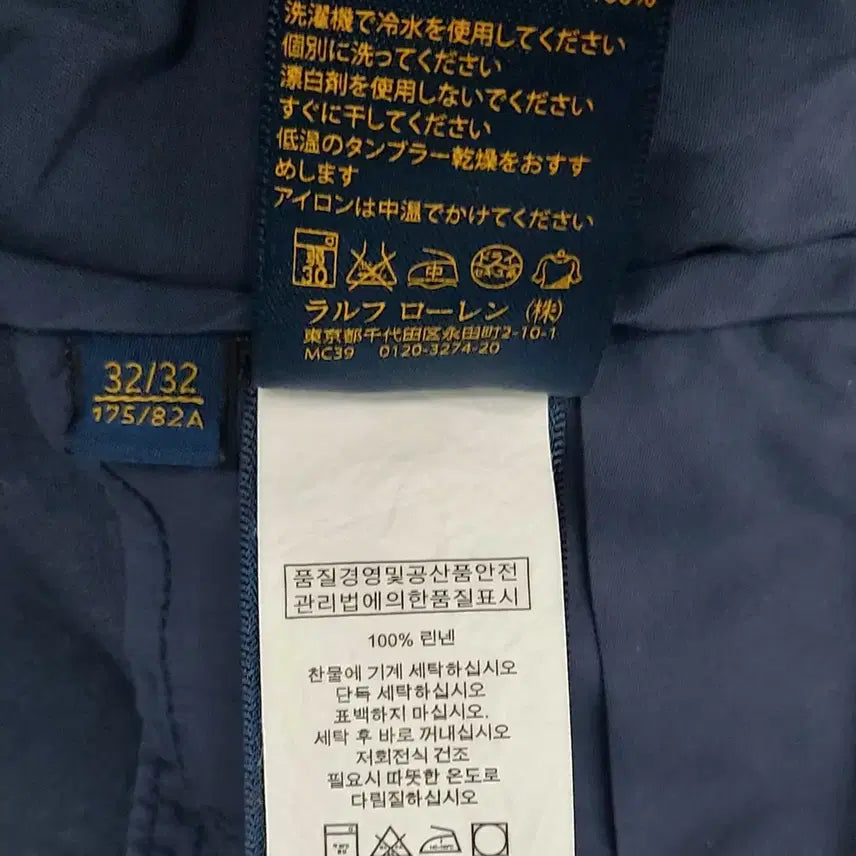 100%
洗濯機で冷水を使用してください
個別に洗ってください
漂白剤を使用しないでください
すぐに干してください
低温のタンブラー乾燥をおすす
めします
アイロンは中温でかけてください
30
中
ドライ
ラルフ ローレン (株)
東京都千代田区永田町2-10-1
MC39 0120-3274-20
32/32
175/82A
품질경영및공산품안전
관리법에의한품질표시
100% 린넨
찬물에 기계 세탁하십시오
단독 세탁하십시오
표백하지 마십시오.
세탁 후 바로 꺼내십시오
저회전식 건조
필요시 따뜻한 온도로
다림질하십시오